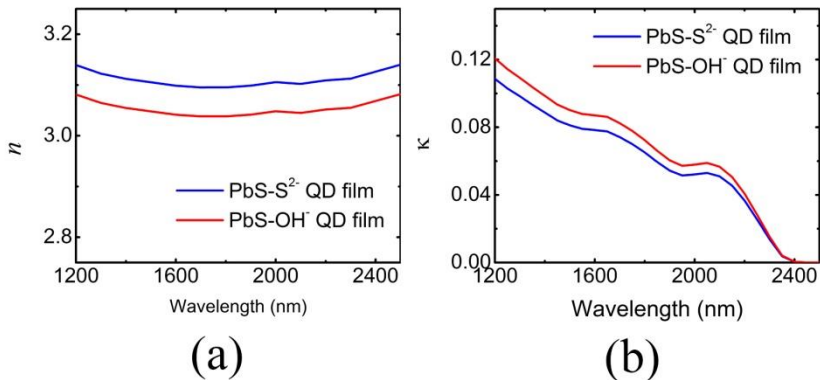 3.2
3.0
2.8
n
PbS-S²⁻ QD film
PbS-OH⁻ QD film
1200 1600 2000 2400
Wavelength (nm)
(a)
0.12
0.08
0.04
0.00
κ
PbS-S²⁻ QD film
PbS-OH⁻ QD film
1200 1600 2000 2400
Wavelength (nm)
(b)